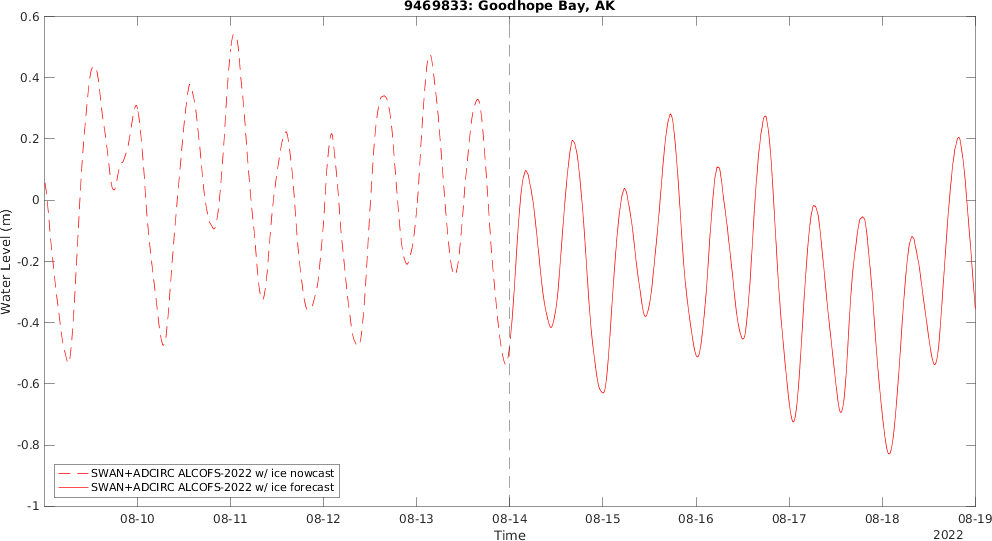 9469833: Goodhope Bay, AK
Water Level (m)
0.6
0.4
0.2
0
-0.2
-0.4
-0.6
-0.8
-1
SWAN+ADCIRC ALCOFS-2022 w/ ice nowcast
SWAN+ADCIRC ALCOFS-2022 w/ ice forecast
08-10 08-11 08-12 08-13 08-14 08-15 08-16 08-17 08-18 08-19
Time
2022